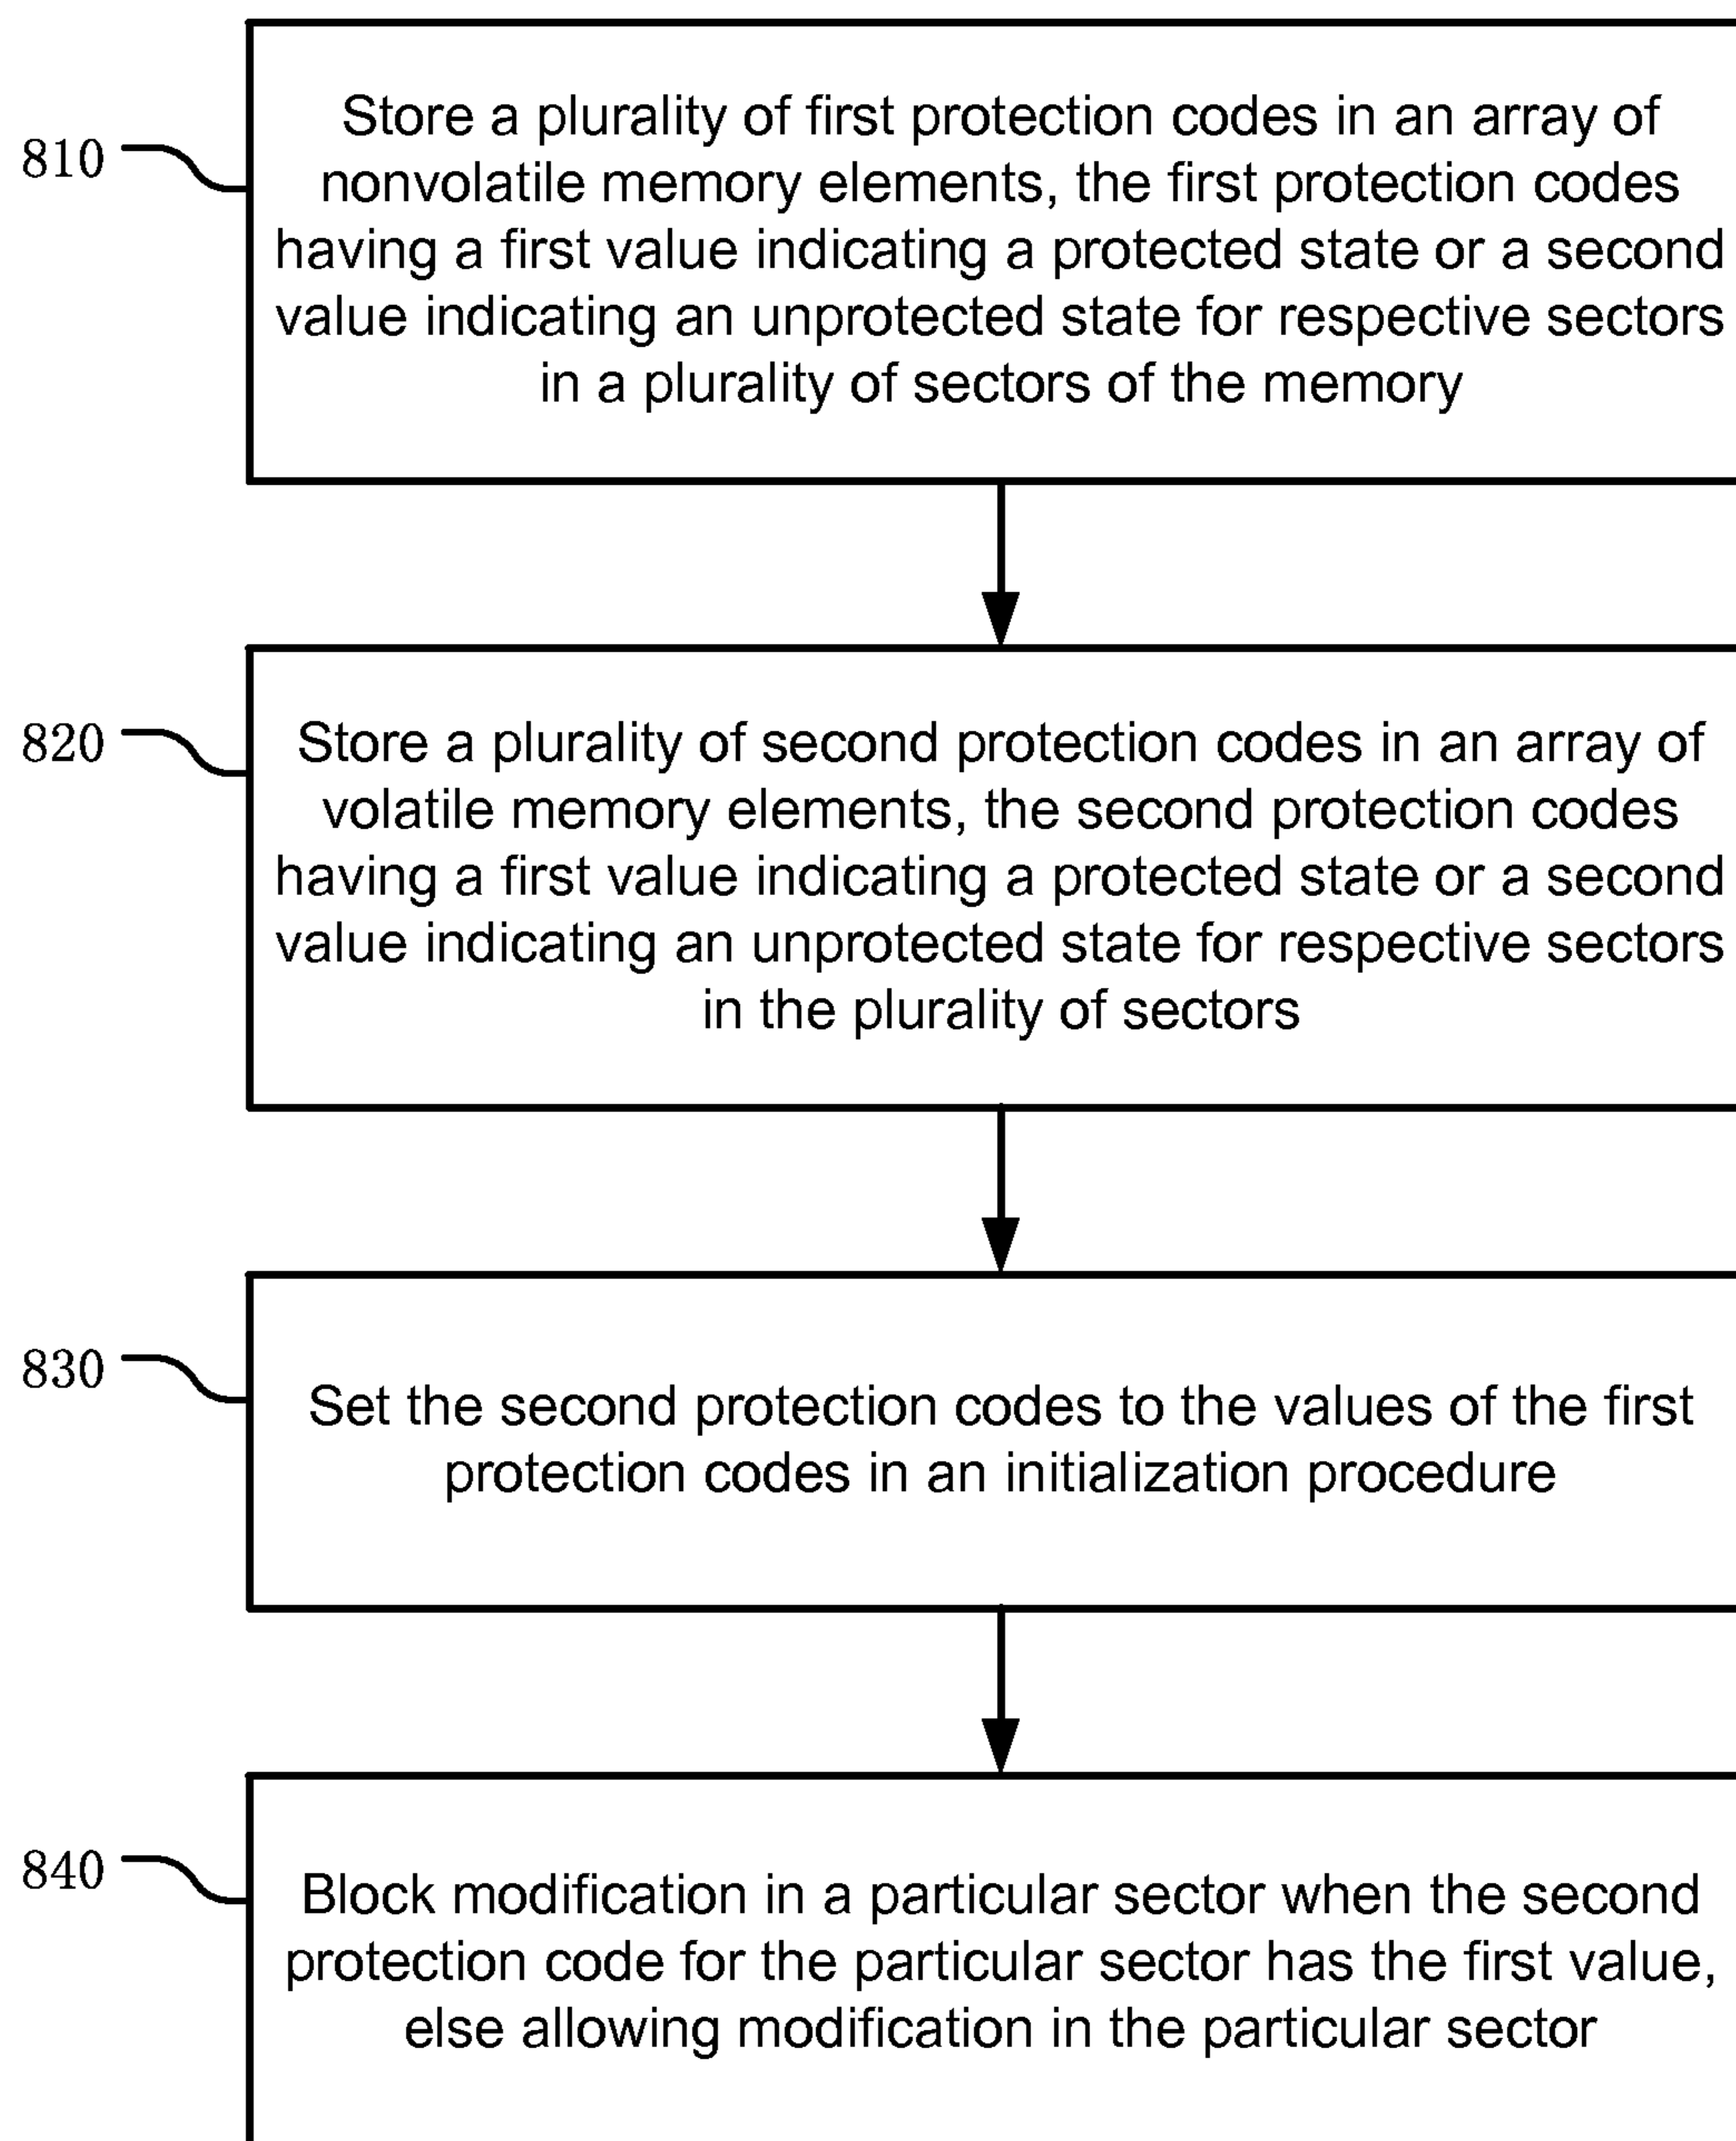 810
Store a plurality of first protection codes in an array of
nonvolatile memory elements, the first protection codes
having a first value indicating a protected state or a second
value indicating an unprotected state for respective sectors
in a plurality of sectors of the memory
820
Store a plurality of second protection codes in an array of
volatile memory elements, the second protection codes
having a first value indicating a protected state or a second
value indicating an unprotected state for respective sectors
in the plurality of sectors
830
Set the second protection codes to the values of the first
protection codes in an initialization procedure
840
Block modification in a particular sector when the second
protection code for the particular sector has the first value,
else allowing modification in the particular sector